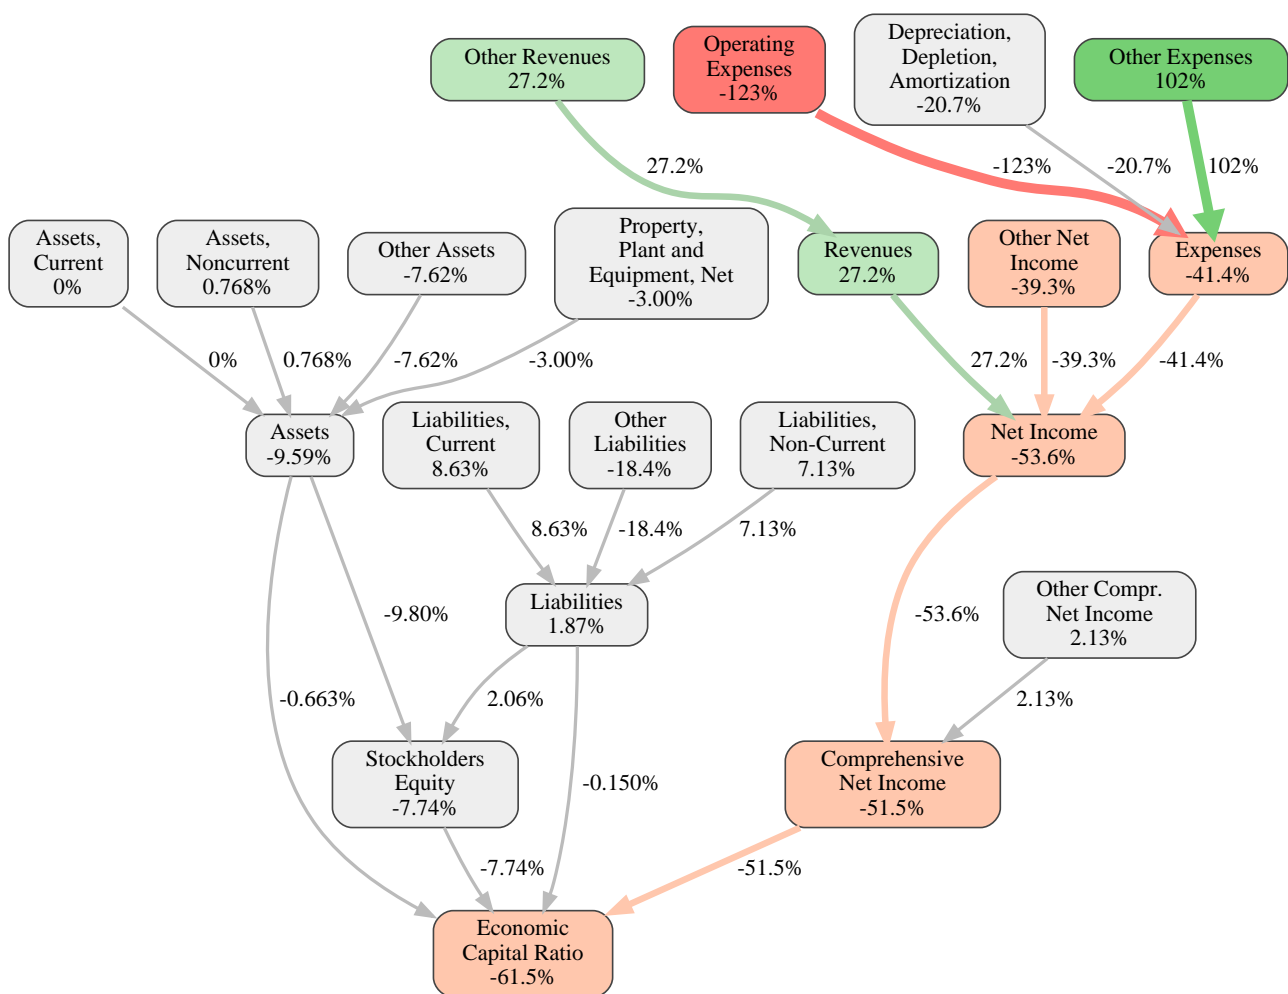 Other Revenues
27.2%
Operating
Expenses
-123%
Depreciation,
Depletion,
Amortization
-20.7%
Other Expenses
102%
27.2%
-123%
-20.7%
102%
Assets,
Current
0%
Assets,
Noncurrent
0.768%
Other Assets
-7.62%
Property,
Plant and
Equipment, Net
-3.00%
Revenues
27.2%
Other Net
Income
-39.3%
Expenses
-41.4%
0%
0.768%
-7.62%
-3.00%
27.2%
-39.3%
-41.4%
Assets
-9.59%
Liabilities,
Current
8.63%
Other
Liabilities
-18.4%
Liabilities,
Non-Current
7.13%
Net Income
-53.6%
8.63%
-18.4%
7.13%
Liabilities
1.87%
-9.80%
-53.6%
Other Compr.
Net Income
2.13%
-0.663%
2.06%
2.13%
Stockholders
Equity
-7.74%
-0.150%
Comprehensive
Net Income
-51.5%
-7.74%
-51.5%
Economic
Capital Ratio
-61.5%